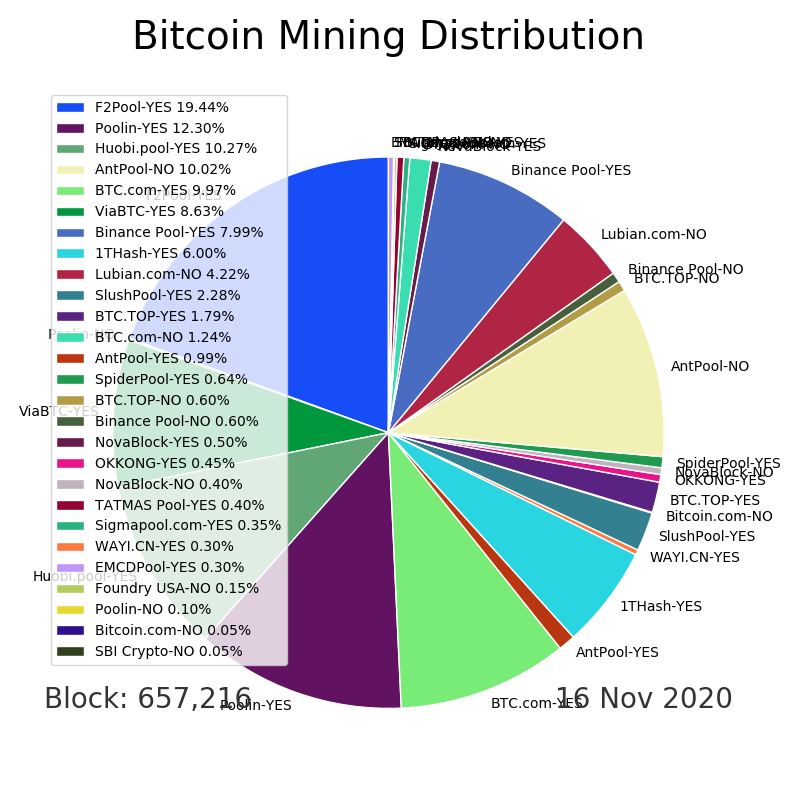 Bitcoin Mining Distribution
F2Pool-YES 19.44%
Poolin-YES 12.30%
Huobi.pool-YES 10.27%
AntPool-NO 10.02%
BTC.com-YES 9.97%
ViaBTC-YES 8.63%
Binance Pool-YES 7.99%
1THash-YES 6.00%
Lubian.com-NO 4.22%
SlushPool-YES 2.28%
BTC.TOP-YES 1.79%
BTC.com-NO 1.24%
AntPool-YES 0.99%
SpiderPool-YES 0.64%
BTC.TOP-NO 0.60%
Binance Pool-NO 0.60%
NovaBlock-YES 0.50%
OKKONG-YES 0.45%
NovaBlock-NO 0.40%
TATMAS Pool-YES 0.40%
Sigmapool.com-YES 0.35%
WAYI.CN-YES 0.30%
EMCDPool-YES 0.30%
Foundry USA-NO 0.15%
Poolin-NO 0.10%
Bitcoin.com-NO 0.05%
SBI Crypto-NO 0.05%
NovaBlock-YES
Binance Pool-YES
Lubian.com-NO
Binance Pool-NO
BTC.TOP-NO
AntPool-NO
SpiderPool-YES
NovaBlock-NO
OKKONG-YES
BTC.TOP-YES
Bitcoin.com-NO
SlushPool-YES
WAYI.CN-YES
1THash-YES
AntPool-YES
BTC.com-YES
Poolin-YES
Huobi.pool-YES
ViaBTC-YES
Poolin-NO
F2Pool-YES
Block: 657,216
16 Nov 2020